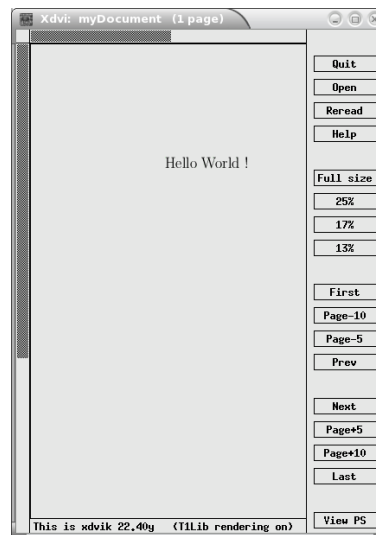 Xdvi: myDocument (1 page)
Hello World !
Quit
Open
Reread
Help
Full size
25%
17%
13%
First
Page-10
Page-5
Prev
Next
Page+5
Page+10
Last
View PS
This is xdvik 22.40y (T1Lib rendering on)